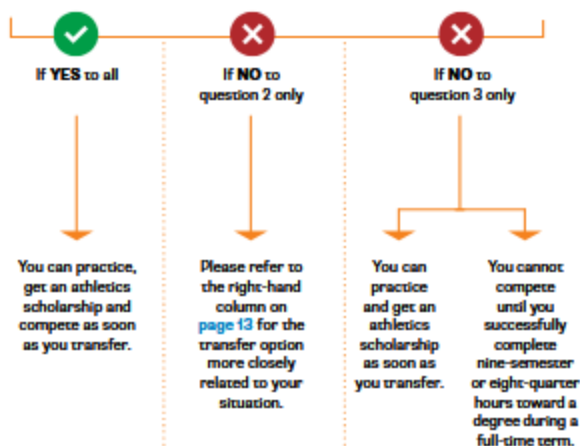 If YES to all
If NO to
question 2 only
If NO to
question 3 only
You can practice,
get an athletics
scholarship and
compete as soon
as you transfer.
Please refer to
the right-hand
column on
page 13 for the
transfer option
more closely
related to your
situation.
You can
practice
and get an
athletics
scholarship
as soon as
you transfer.
You cannot
compete
until you
successfully
complete
nine-semester
or eight-quarter
hours toward a
degree during a
full-time term.